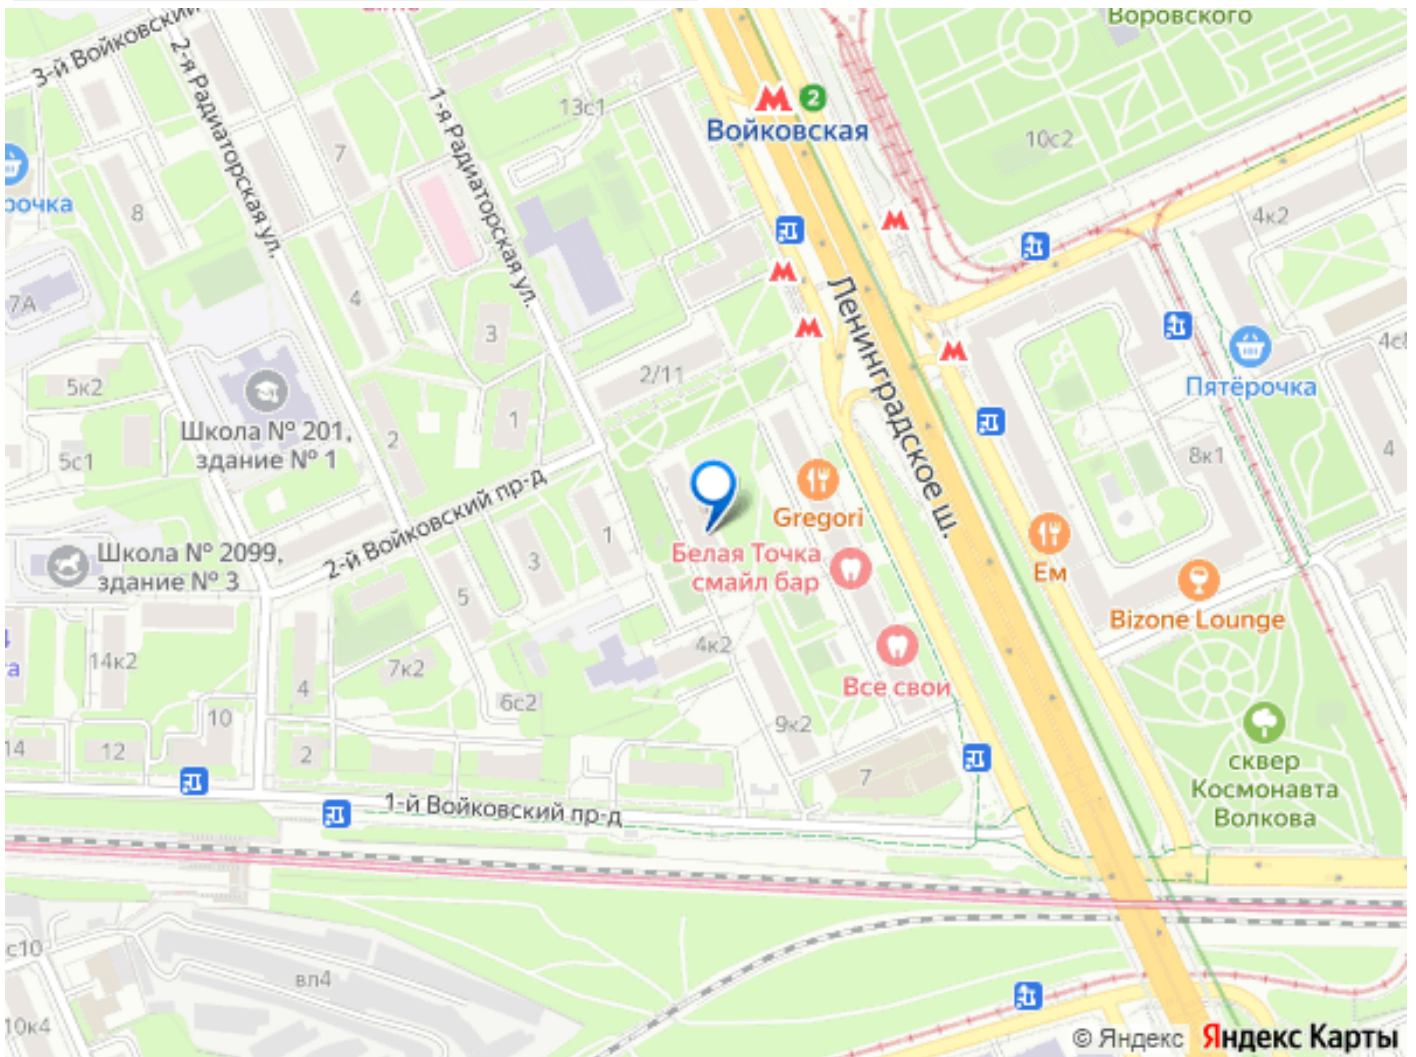 Воровского
3-й Войковский
2-я Радиаторская ул.
1-я Радиаторская ул.
13с1
2
Войковская
10с2
7
8
рочка
4к2
7А
4
3
Ленинградское ш.
4с8
Пятёрочка
2/11
5к2
1
Школа № 201,
здание № 1
2
5с1
8к1
4
2-й Войковский пр-д
Gregori
1
3
Белая Точка
смайл бар
Школа № 2099,
здание № 3
5
Ем
Bizone Lounge
4
а
14к2
7к2
4к2
Все свои
4
6с2
10
9к2
14
12
2
7
сквер
Космонавта
Волкова
1-й Войковский пр-д
с10
вл4
10к4
© Яндекс Яндекс Карты